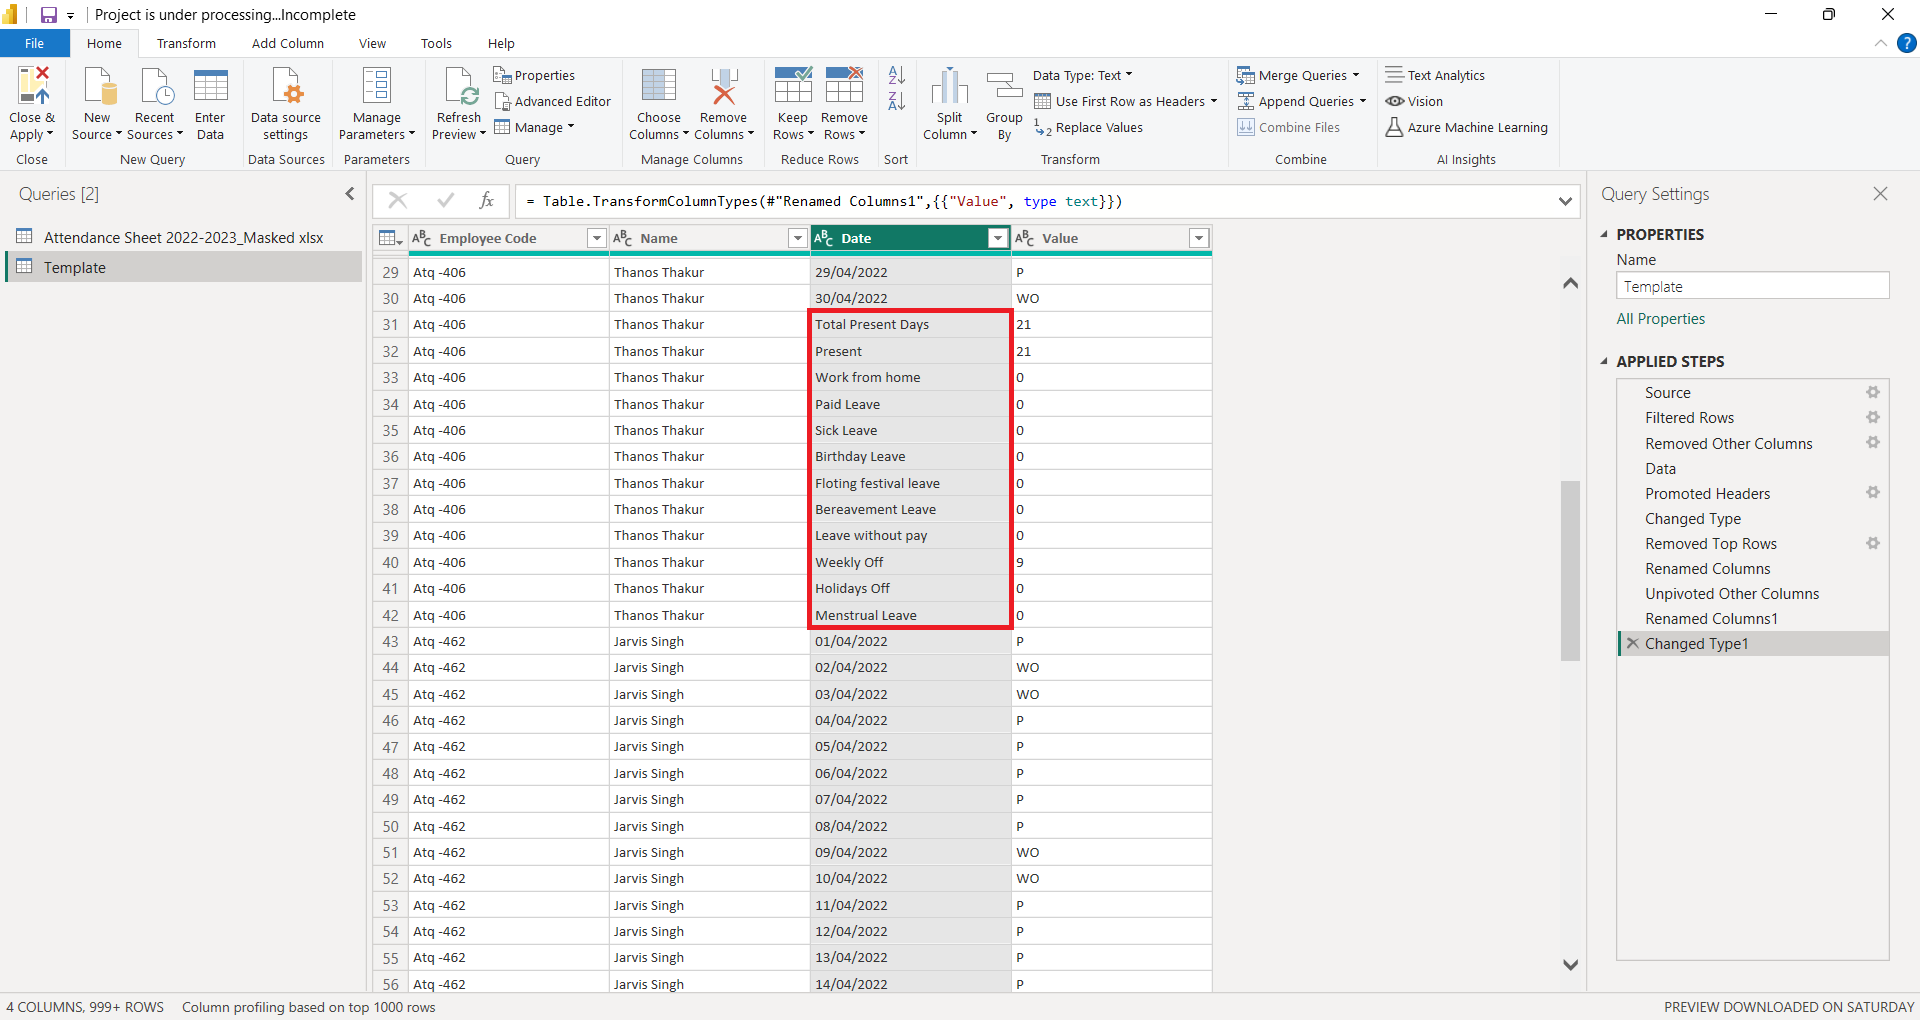 Project is under processing...Incomplete
File Home Transform Add Column View Tools Help
Close & Apply
Close
New Source
Recent Sources
Enter Data
New Query
Data source settings
Data Sources
Manage Parameters
Parameters
Refresh Preview
Properties
Advanced Editor
Manage
Query
Choose Columns
Remove Columns
Manage Columns
Keep Rows
Remove Rows
Reduce Rows
Sort
Split Column
Group By
Data Type: Text
Use First Row as Headers
Replace Values
Transform
Merge Queries
Append Queries
Combine Files
Combine
Text Analytics
Vision
Azure Machine Learning
AI Insights
Queries [2]
Attendance Sheet 2022-2023_Masked xlsx
Template
fx = Table.TransformColumnTypes(#"Renamed Columns1",{{"Value", type text}})
Employee Code Name Date Value
29 Atq -406 Thanos Thakur 29/04/2022 P
30 Atq -406 Thanos Thakur 30/04/2022 WO
31 Atq -406 Thanos Thakur Total Present Days 21
32 Atq -406 Thanos Thakur Present 21
33 Atq -406 Thanos Thakur Work from home 0
34 Atq -406 Thanos Thakur Paid Leave 0
35 Atq -406 Thanos Thakur Sick Leave 0
36 Atq -406 Thanos Thakur Birthday Leave 0
37 Atq -406 Thanos Thakur Floting festival leave 0
38 Atq -406 Thanos Thakur Bereavement Leave 0
39 Atq -406 Thanos Thakur Leave without pay 0
40 Atq -406 Thanos Thakur Weekly Off 9
41 Atq -406 Thanos Thakur Holidays Off 0
42 Atq -406 Thanos Thakur Menstrual Leave 0
43 Atq -462 Jarvis Singh 01/04/2022 P
44 Atq -462 Jarvis Singh 02/04/2022 WO
45 Atq -462 Jarvis Singh 03/04/2022 WO
46 Atq -462 Jarvis Singh 04/04/2022 P
47 Atq -462 Jarvis Singh 05/04/2022 P
48 Atq -462 Jarvis Singh 06/04/2022 P
49 Atq -462 Jarvis Singh 07/04/2022 P
50 Atq -462 Jarvis Singh 08/04/2022 P
51 Atq -462 Jarvis Singh 09/04/2022 WO
52 Atq -462 Jarvis Singh 10/04/2022 WO
53 Atq -462 Jarvis Singh 11/04/2022 P
54 Atq -462 Jarvis Singh 12/04/2022 P
55 Atq -462 Jarvis Singh 13/04/2022 P
56 Atq -462 Jarvis Singh 14/04/2022 P
Query Settings
PROPERTIES
Name
Template
All Properties
APPLIED STEPS
Source
Filtered Rows
Removed Other Columns
Data
Promoted Headers
Changed Type
Removed Top Rows
Renamed Columns
Unpivoted Other Columns
Renamed Columns1
Changed Type1
4 COLUMNS, 999+ ROWS Column profiling based on top 1000 rows
PREVIEW DOWNLOADED ON SATURDAY